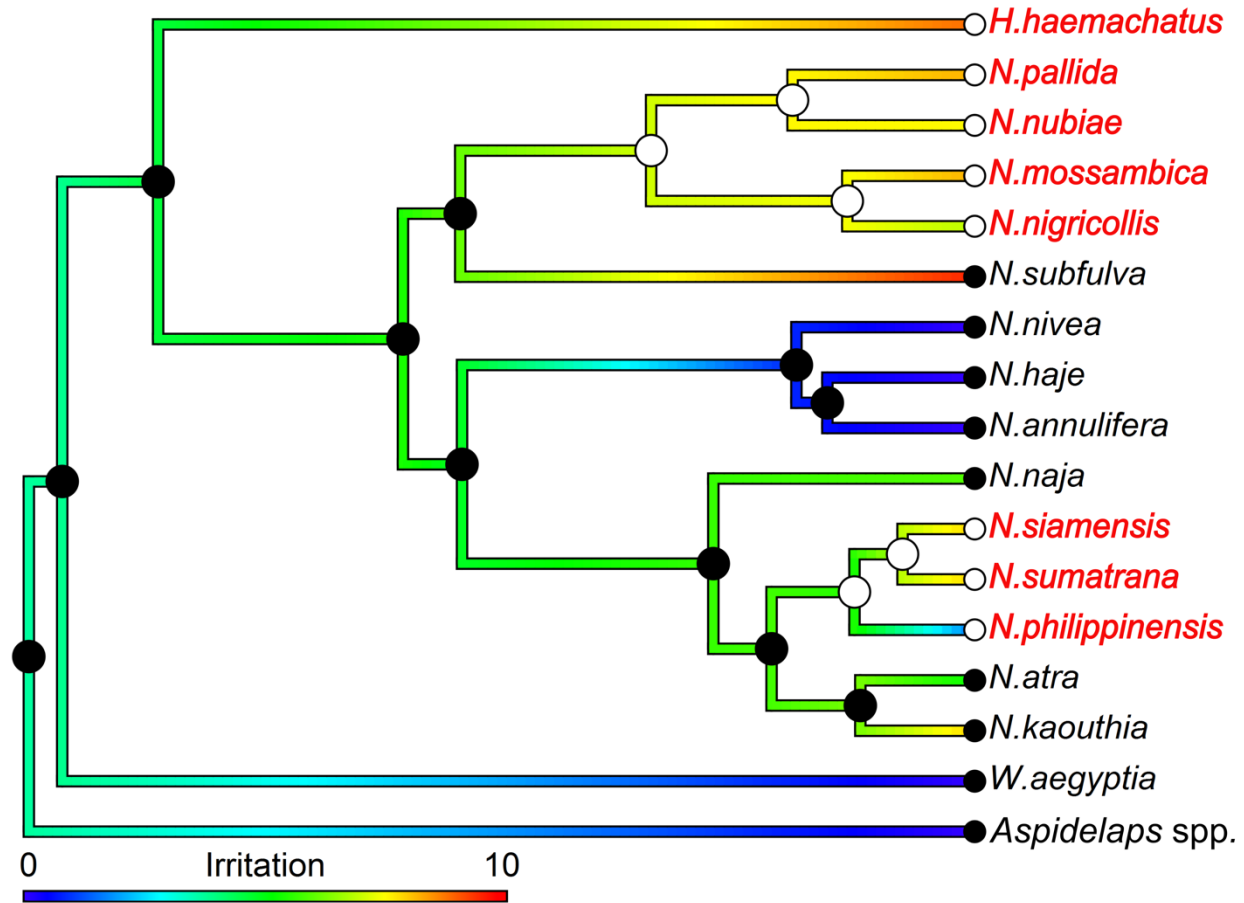 H.haemachatus
N.pallida
N.nubiae
N.mossambica
N.nigricollis
N.subfulva
N.nivea
N.haje
N.annulifera
N.naja
N.siamensis
N.sumatrana
N.philippinensis
N.atra
N.kaouthia
W.aegyptia
Aspidelaps spp.
0 Irritation 10